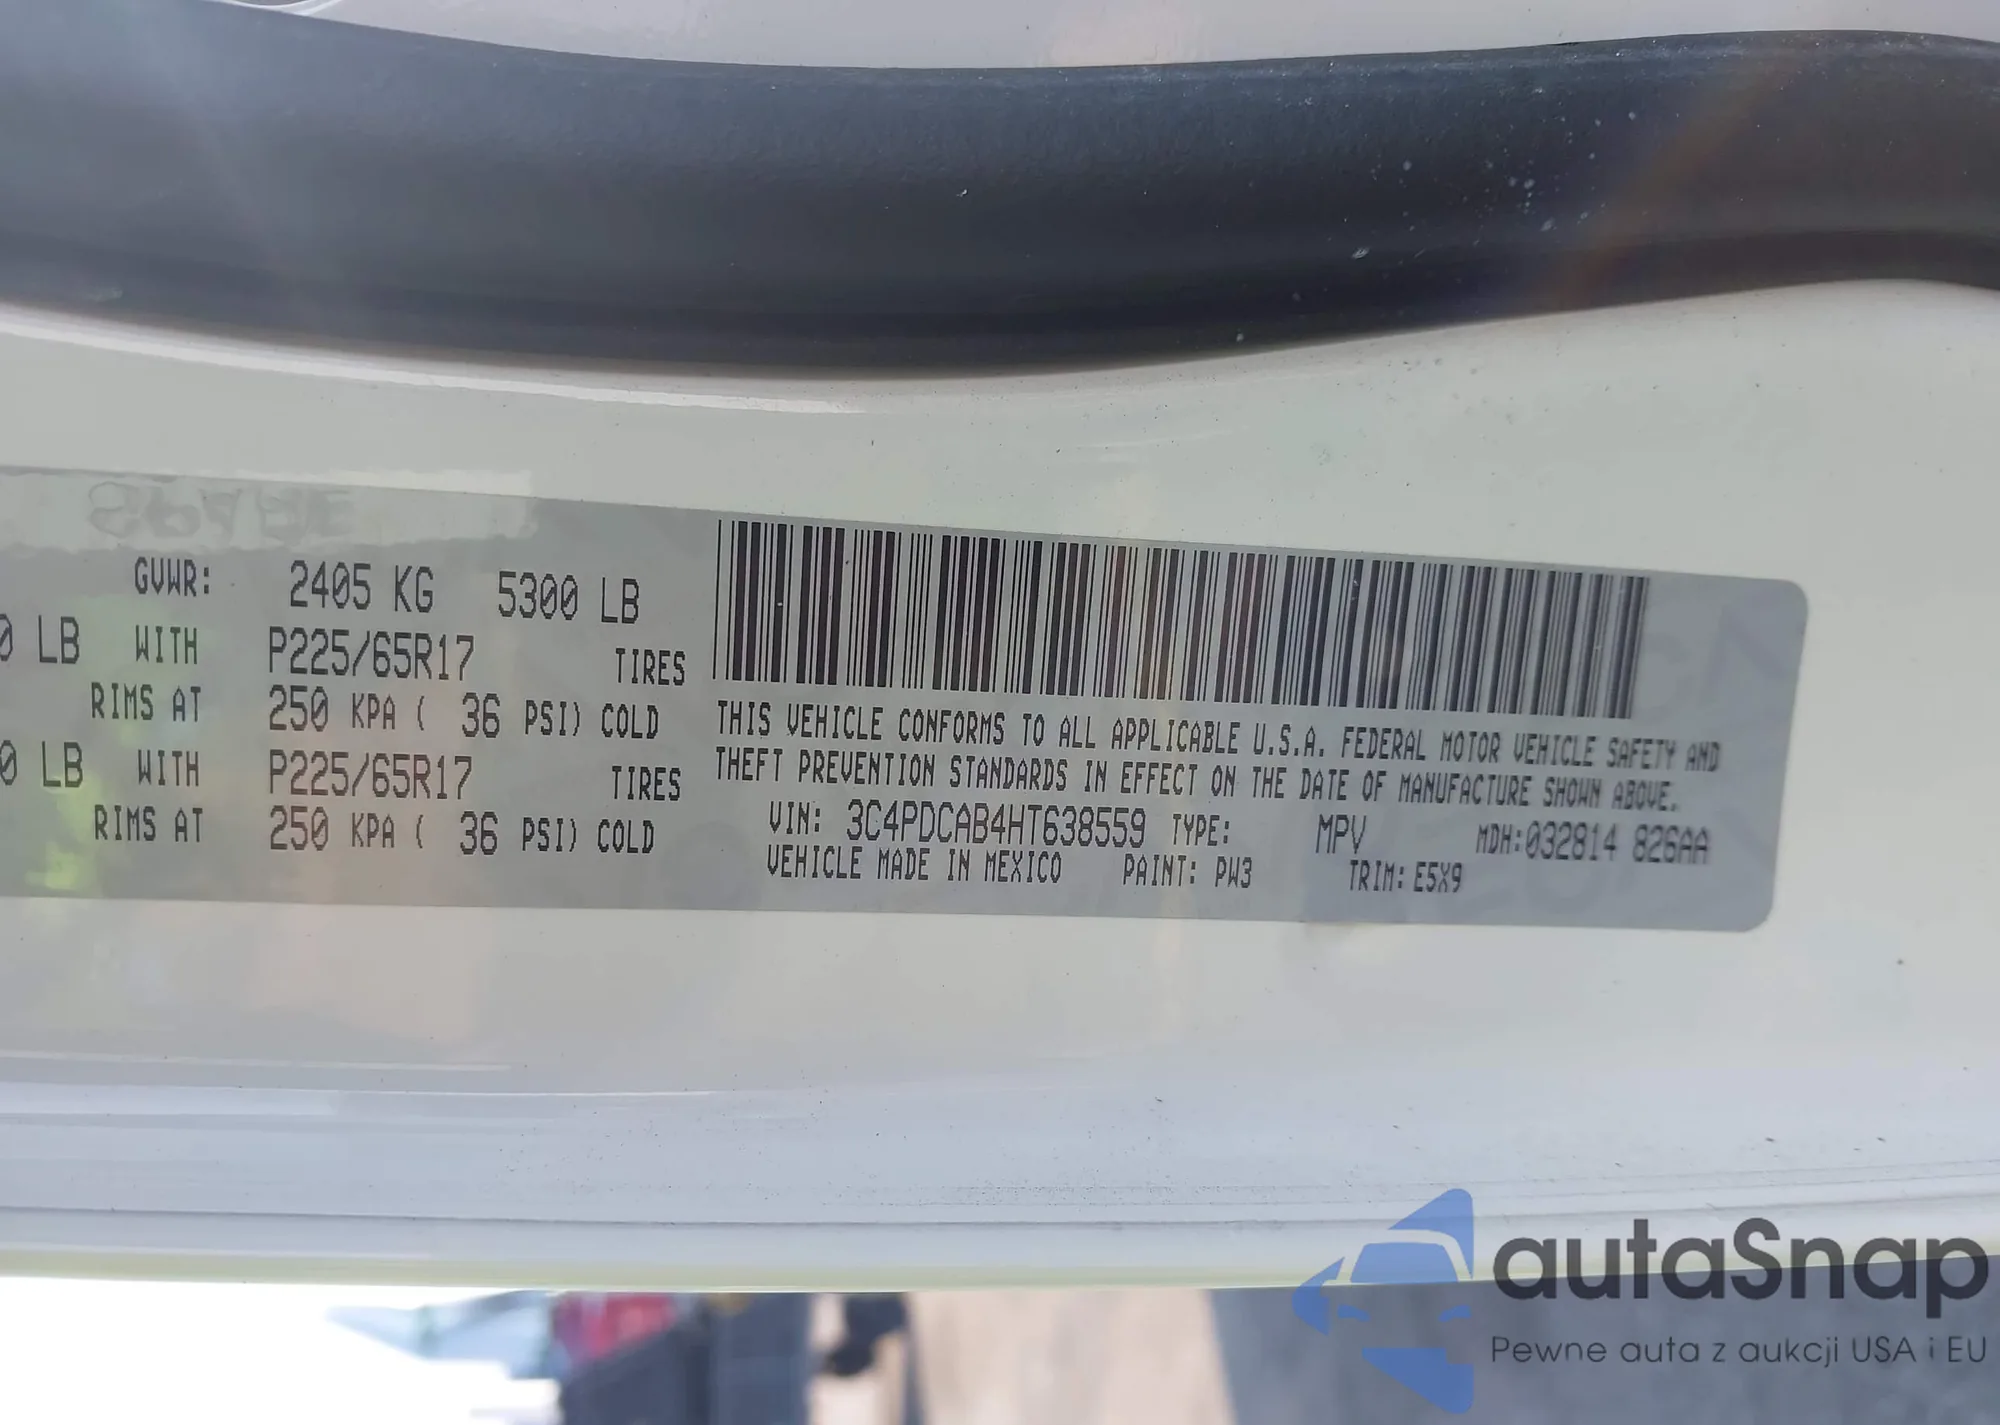 SPARE
GVWR: 2405 KG 5300 LB
0 LB WITH P225/65R17 TIRES
RIMS AT 250 KPA ( 36 PSI) COLD
0 LB WITH P225/65R17 TIRES
RIMS AT 250 KPA ( 36 PSI) COLD
THIS VEHICLE CONFORMS TO ALL APPLICABLE U.S.A. FEDERAL MOTOR VEHICLE SAFETY AND
THEFT PREVENTION STANDARDS IN EFFECT ON THE DATE OF MANUFACTURE SHOWN ABOVE.
VIN: 3C4PDCAB4HT638559 TYPE: MPV MDH:032814 826AA
VEHICLE MADE IN MEXICO PAINT: PW3 TRIM: E5X9
autaSnap
Pewne auta z aukcji USA i EU